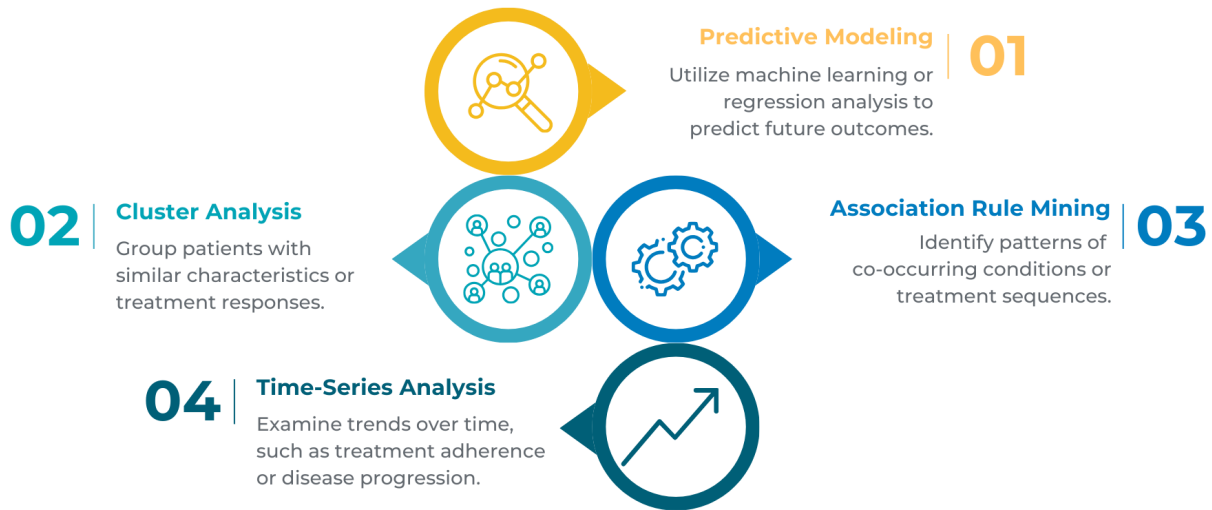 Predictive Modeling
01
Utilize machine learning or
regression analysis to
predict future outcomes.
02
Cluster Analysis
Group patients with
similar characteristics or
treatment responses.
Association Rule Mining
03
Identify patterns of
co-occurring conditions or
treatment sequences.
04
Time-Series Analysis
Examine trends over time,
such as treatment adherence
or disease progression.